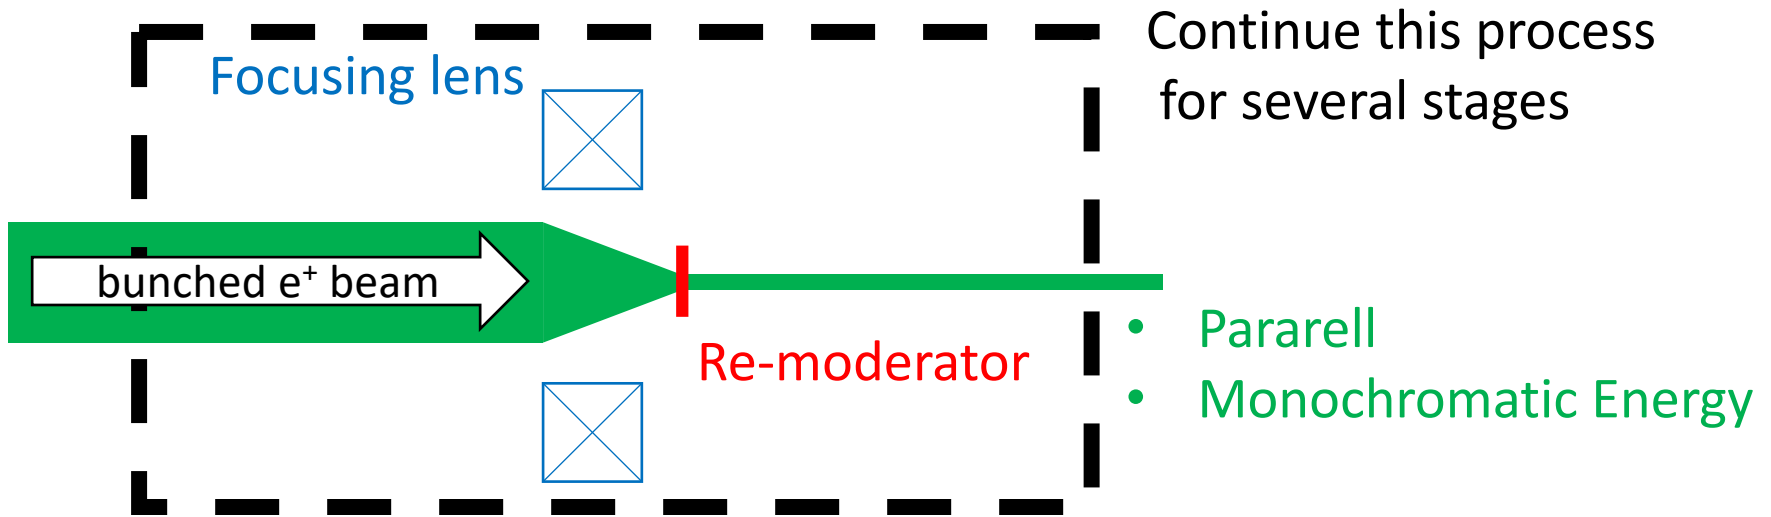 Continue this process
for several stages
Focusing lens
bunched e⁺ beam
Re-moderator
• Pararell
• Monochromatic Energy